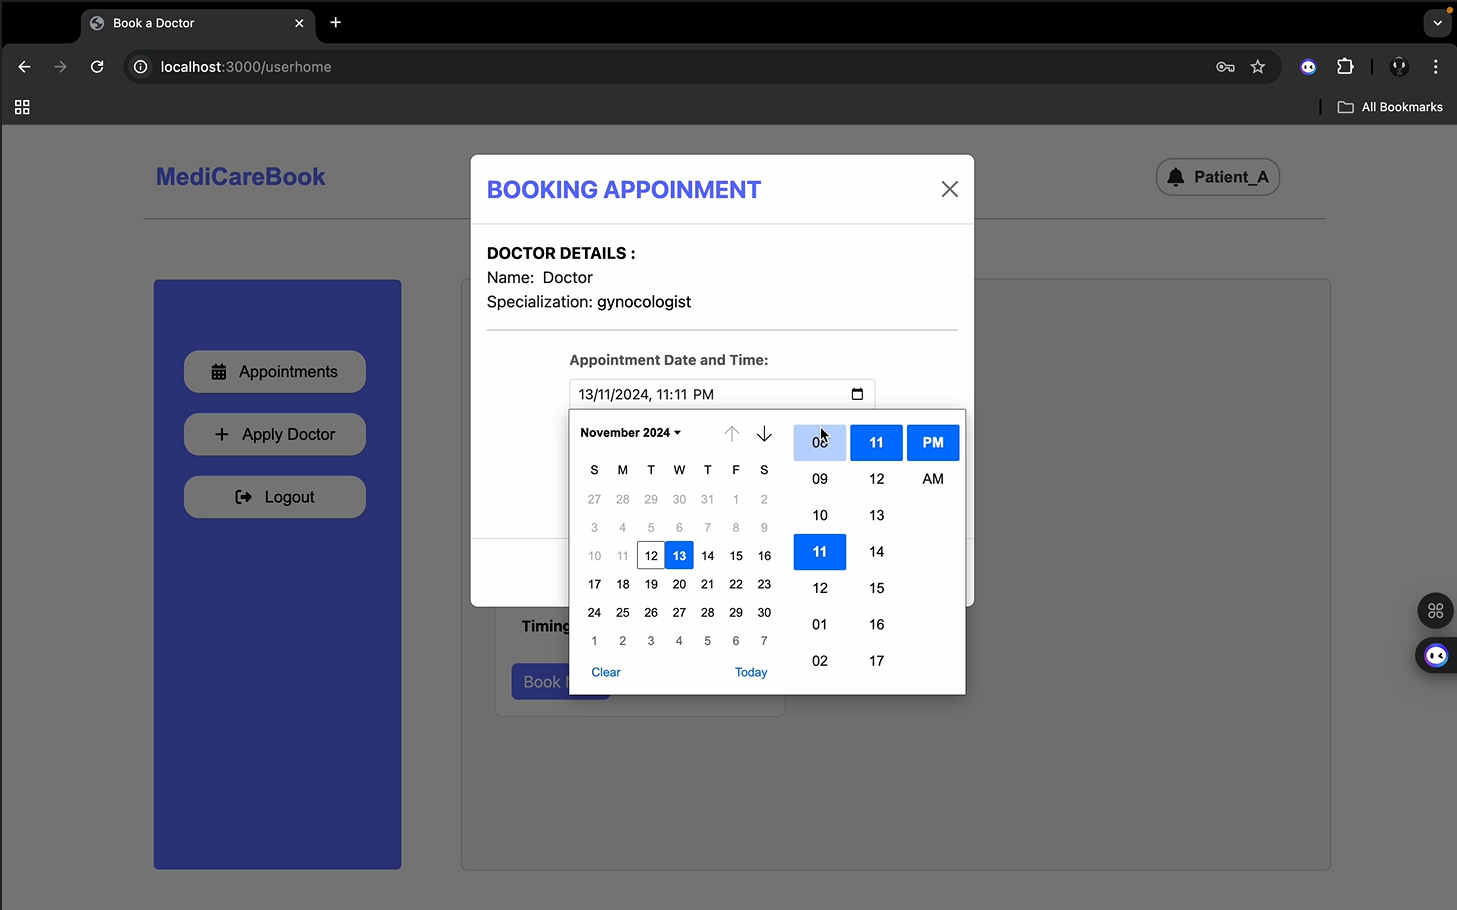 Book a Doctor
localhost:3000/userhome
All Bookmarks
MediCareBook
Patient_A
Appointments
Apply Doctor
Logout
BOOKING APPOINMENT
DOCTOR DETAILS :
Name: Doctor
Specialization: gynocologist
Appointment Date and Time:
13/11/2024, 11:11 PM
November 2024
S M T W T F S
27 28 29 30 31 1 2
3 4 5 6 7 8 9
10 11 12 13 14 15 16
17 18 19 20 21 22 23
24 25 26 27 28 29 30
1 2 3 4 5 6 7
Clear Today
08 11 PM
09 12 AM
10 13
11 14
12 15
01 16
02 17
Timing
Book